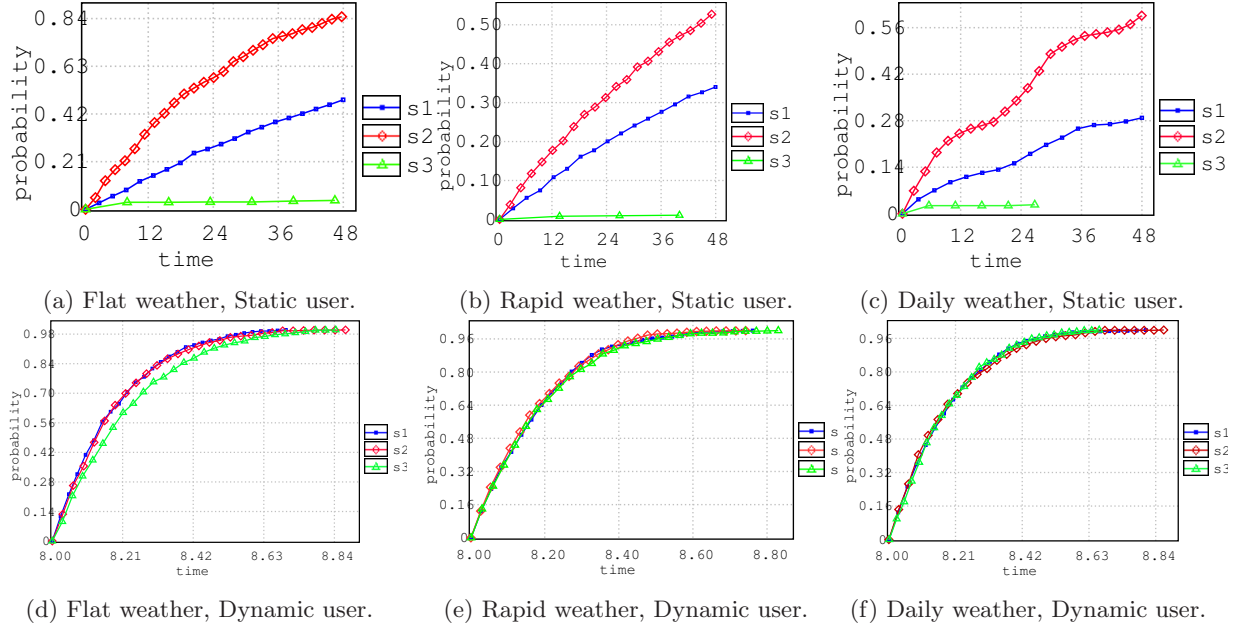 0.84
0.63
0.42
0.21
0
probability
0 12 24 36 48
time
s1
s2
s3
(a) Flat weather, Static user.
0.50
0.40
0.30
0.20
0.10
0
probability
0 12 24 36 48
time
s1
s2
s3
(b) Rapid weather, Static user.
0.56
0.42
0.28
0.14
0
probability
0 12 24 36 48
time
s1
s2
s3
(c) Daily weather, Static user.
0.98
0.84
0.70
0.56
0.42
0.28
0.14
0
probability
8.00 8.21 8.42 8.63 8.84
time
s1
s2
s3
(d) Flat weather, Dynamic user.
0.96
0.80
0.64
0.48
0.32
0.16
0
probability
8.00 8.20 8.40 8.60 8.80
time
s
s
s
(e) Rapid weather, Dynamic user.
0.96
0.80
0.64
0.48
0.32
0.16
0
probability
8.00 8.21 8.42 8.63 8.84
time
s1
s2
s3
(f) Daily weather, Dynamic user.